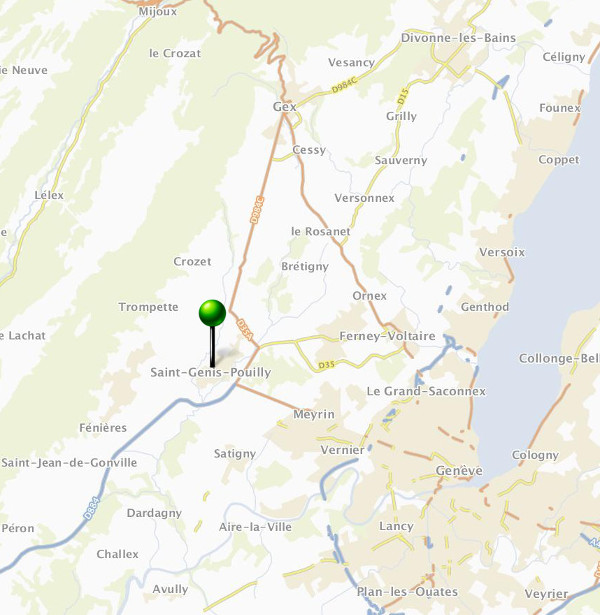 Mijoux
Divonne-les-Bains
le Crozat
Céligny
Vesancy
ie Neuve
D984C
D15
Gex
Founex
Grilly
Cessy
Sauverny
Coppet
Lélex
Versonnex
D984C
le Rosanet
e
Versoix
Crozet
Brétigny
Ornex
Trompette
Genthod
D35A
e Lachat
Ferney-Voltaire
Collonge-Bell
D35
Saint-Genis-Pouilly
Le Grand-Saconnex
Meyrin
Fénières
Vernier
Satigny
Cologny
Saint-Jean-de-Gonville
Genève
D884
Dardagny
Péron
Aire-la-Ville
Lancy
Challex
Avully
Plan-les-Ouates
Veyrier